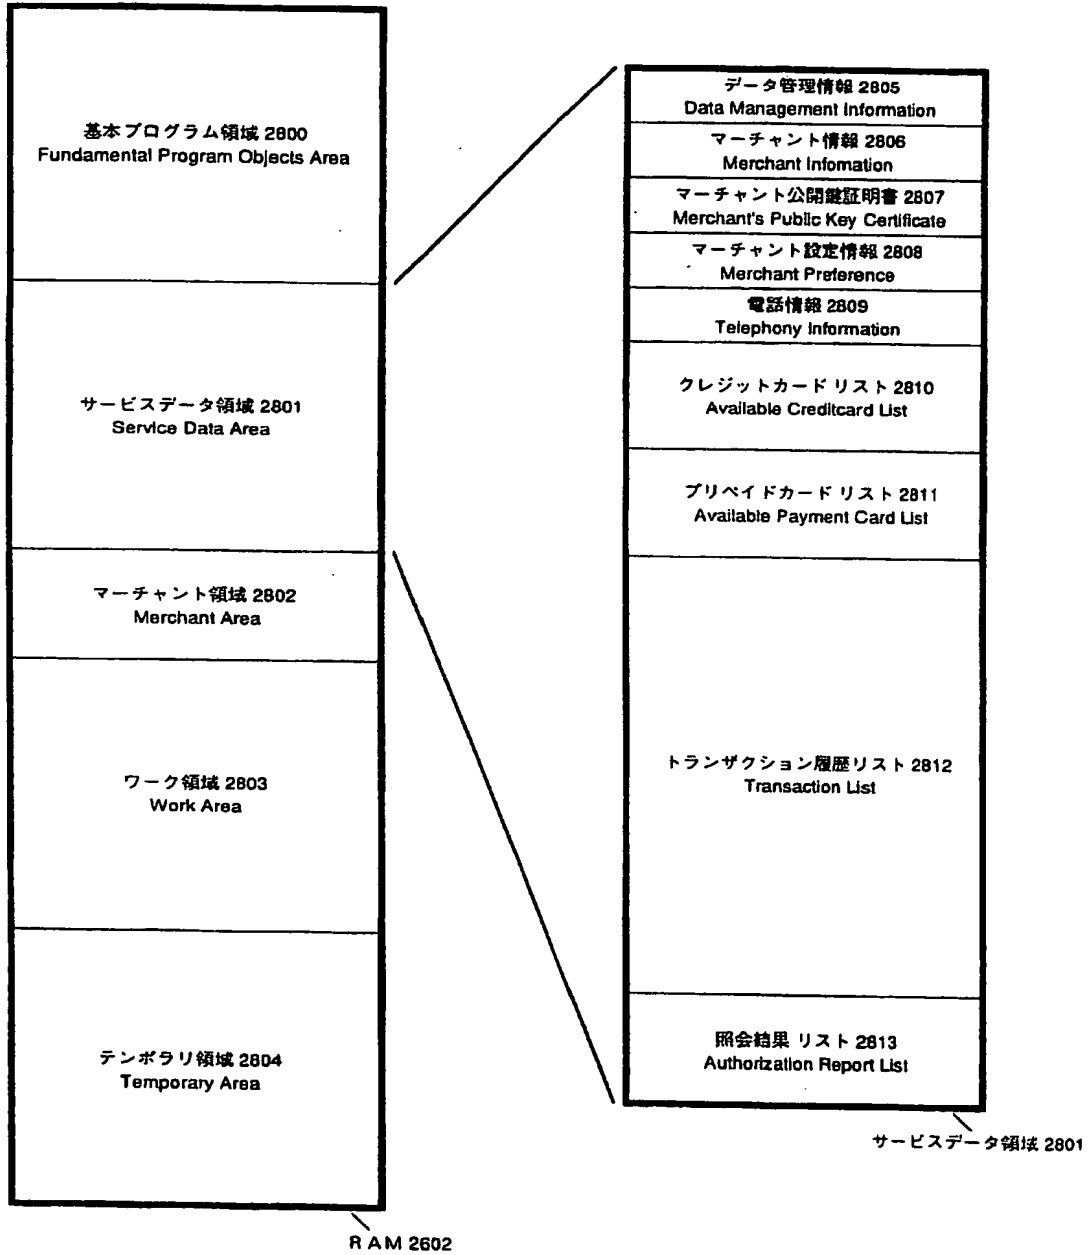 基本プログラム領域 2800
Fundamental Program Objects Area
サービスデータ領域 2801
Service Data Area
マーチャント領域 2802
Merchant Area
ワーク領域 2803
Work Area
テンポラリ領域 2804
Temporary Area
RAM 2602
データ管理情報 2805
Data Management Information
マーチャント情報 2806
Merchant Infomation
マーチャント公開鍵証明書 2807
Merchant's Public Key Certificate
マーチャント設定情報 2808
Merchant Preference
電話情報 2809
Telephony Information
クレジットカード リスト 2810
Available Creditcard List
プリペイドカード リスト 2811
Available Payment Card List
トランザクション履歴リスト 2812
Transaction List
照会結果 リスト 2813
Authorization Report List
サービスデータ領域 2801